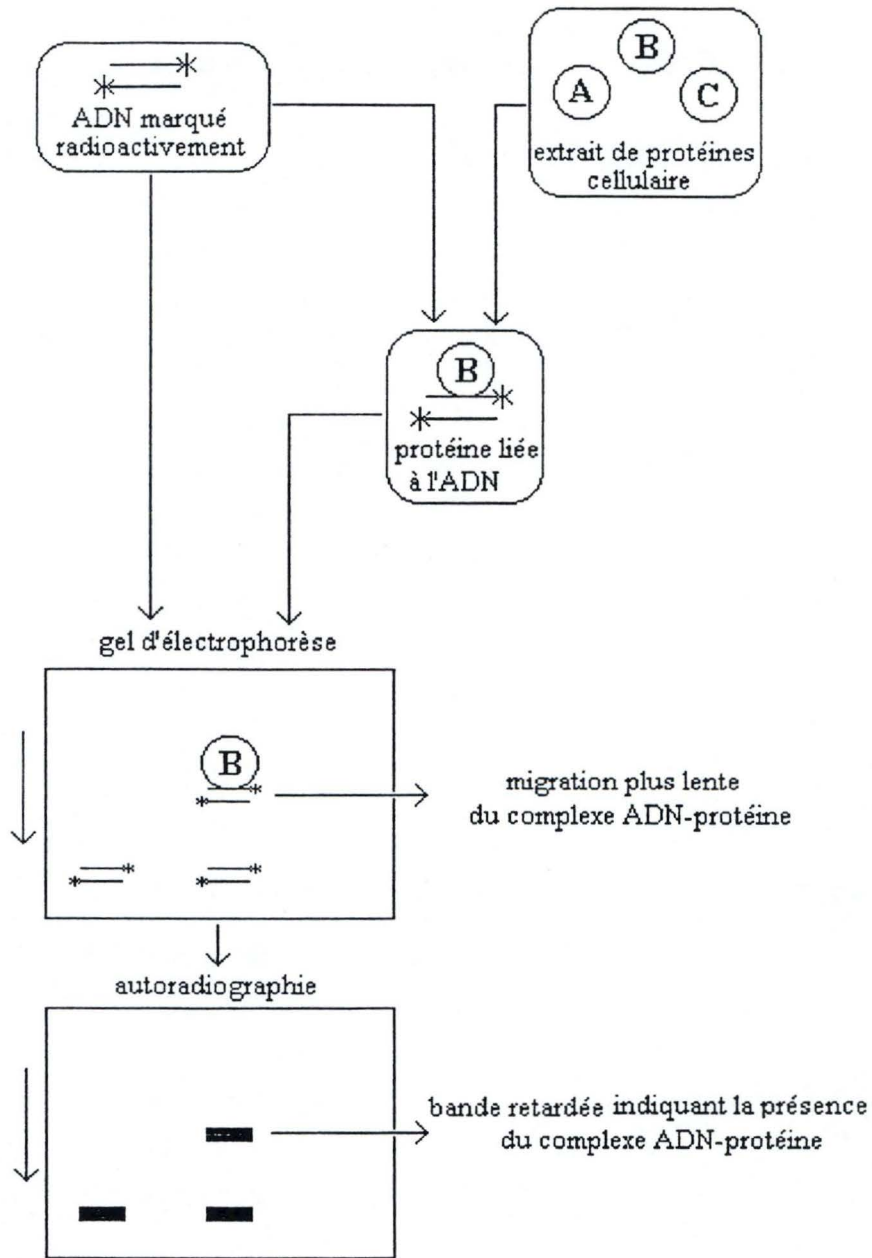 B
A
C
ADN marqué
radioactivement
extrait de protéines
cellulaire
B
protéine liée
à l'ADN
gel d'électrophorèse
B
migration plus lente
du complexe ADN-protéine
autoradiographie
bande retardée indiquant la présence
du complexe ADN-protéine